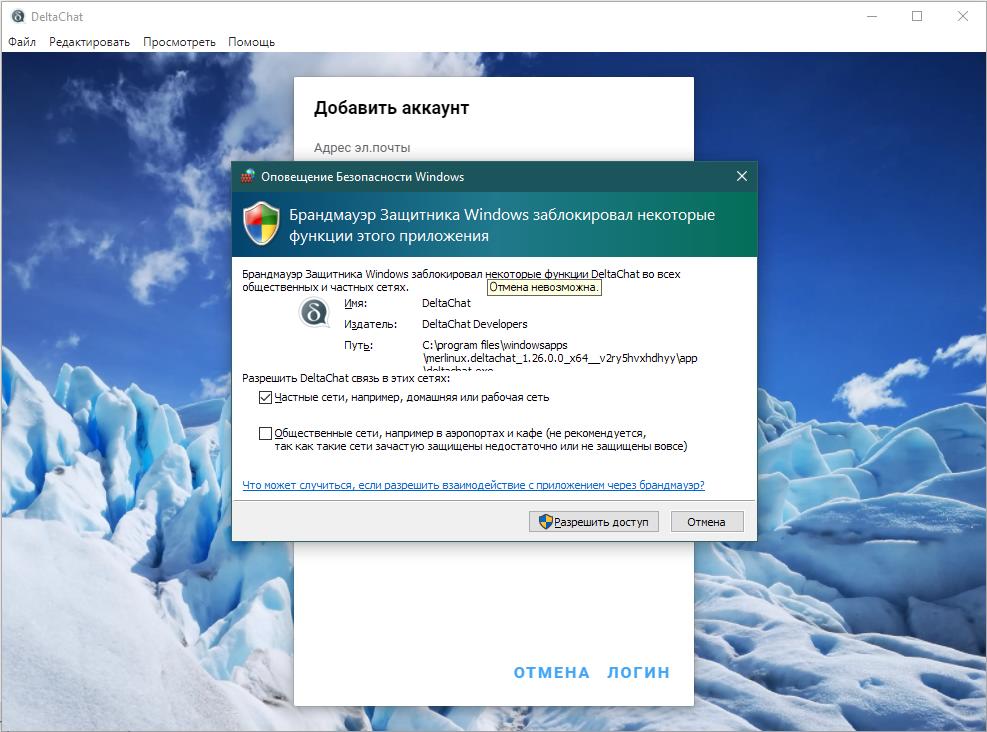 DeltaChat
Файл Редактировать Просмотреть Помощь
Добавить аккаунт
Адрес эл.почты
Оповещение Безопасности Windows
Брандмауэр Защитника Windows заблокировал некоторые
функции этого приложения
Брандмауэр Защитника Windows заблокировал некоторые функции DeltaChat во всех
общественных и частных сетях.
Отмена невозможна.
Имя: DeltaChat
Издатель: DeltaChat Developers
Путь: C:\program files\windowsapps
\merlinux.deltachat_1.26.0.0_x64__v2ry5hvxhdhyy\app
\deltachat.exe
Разрешить DeltaChat связь в этих сетях:
Частные сети, например, домашняя или рабочая сеть
Общественные сети, например в аэропортах и кафе (не рекомендуется,
так как такие сети зачастую защищены недостаточно или не защищены вовсе)
Что может случиться, если разрешить взаимодействие с приложением через брандмауэр?
Разрешить доступ Отмена
ОТМЕНА ЛОГИН